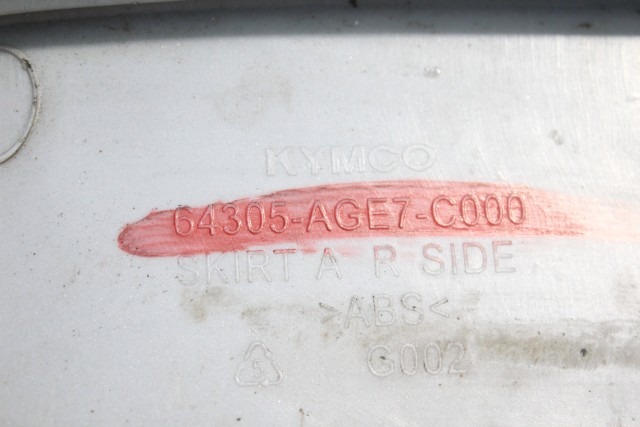 KYMCO
64305-AGE7-C000
SKIRT A R SIDE
>ABS<
G002